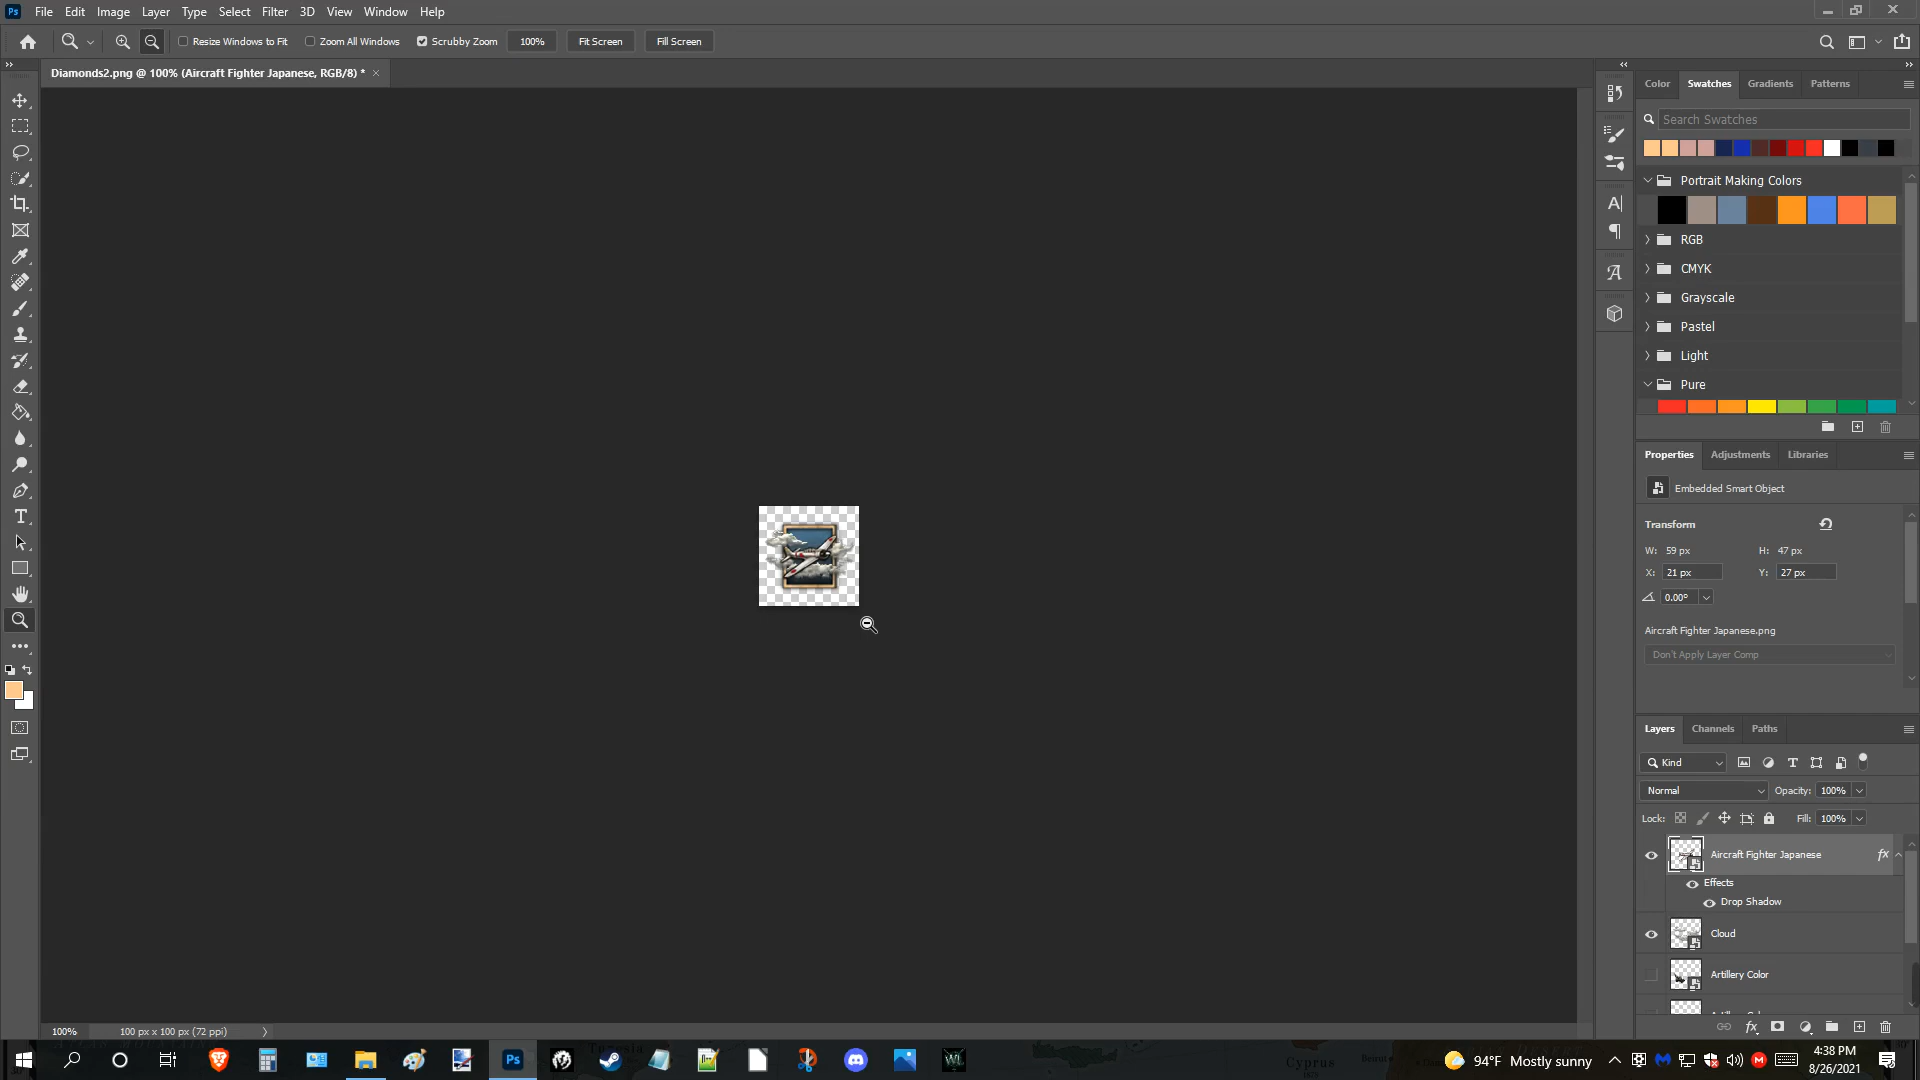 Ps File Edit Image Layer Type Select Filter 3D View Window Help
Resize Windows to Fit Zoom All Windows Scrubby Zoom 100% Fit Screen Fill Screen
Diamonds2.png @ 100% (Aircraft Fighter Japanese, RGB/8) *
Color Swatches Gradients Patterns
Search Swatches
Portrait Making Colors
RGB
CMYK
Grayscale
Pastel
Light
Pure
Properties Adjustments Libraries
Embedded Smart Object
Transform
W: 59 px H: 47 px
X: 21 px Y: 27 px
0.00°
Aircraft Fighter Japanese.png
Don't Apply Layer Comp
Layers Channels Paths
Kind
Normal Opacity: 100%
Lock: Fill: 100%
Aircraft Fighter Japanese fx
Effects
Drop Shadow
Cloud
Artillery Color
100% 100 px x 100 px (72 ppi)
Ps 94°F Mostly sunny 4:38 PM
8/26/2021
Cyprus